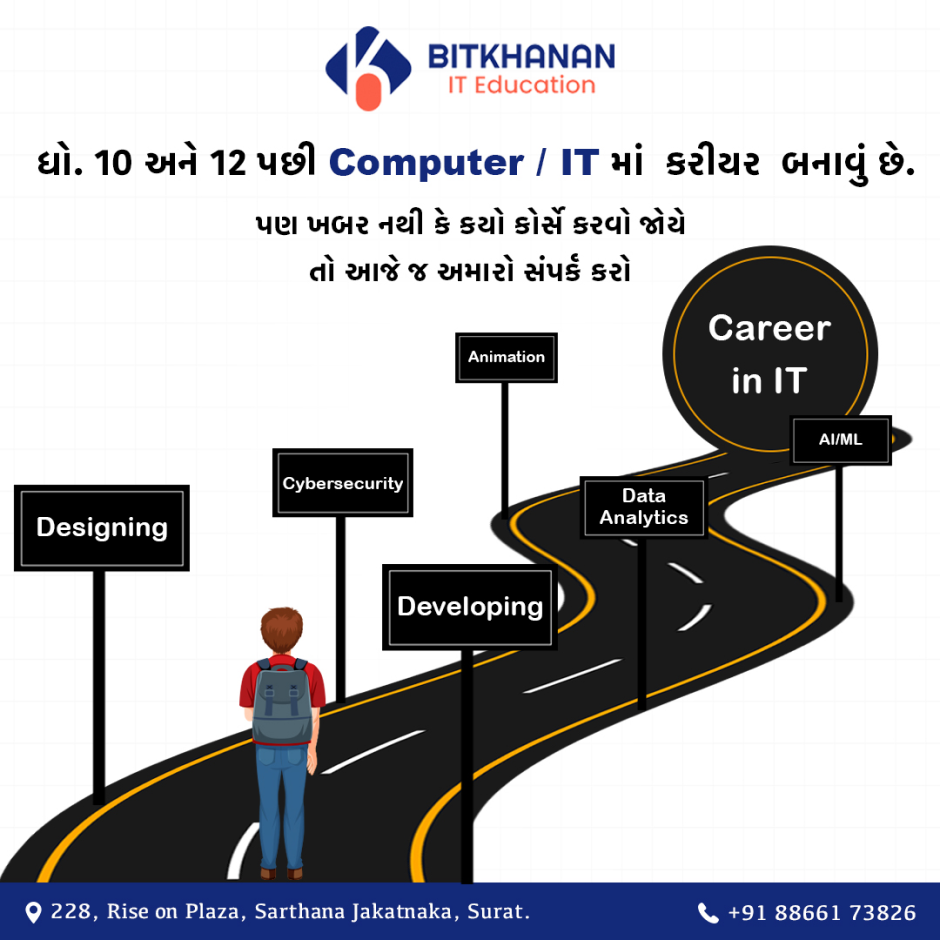 BITKHANAN
IT Education
ધો. 10 અને 12 પછી Computer / IT માં કરીયર બનાવું છે.
પણ ખબર નથી કે કયો કોર્સે કરવો જોયે
તો આજે જ અમારો સંપર્ક કરો
Career
in IT
Animation
AI/ML
Cybersecurity
Data
Analytics
Designing
Developing
228, Rise on Plaza, Sarthana Jakatnaka, Surat.
+91 88661 73826